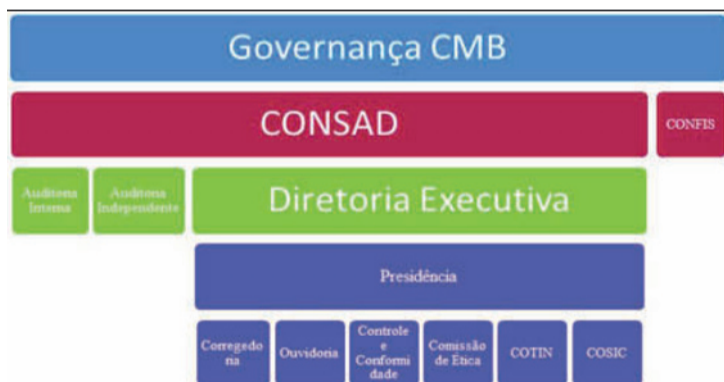 Governança CMB
CONSAD
CONFIS
Auditoria
Interna
Auditoria
Independente
Diretoria Executiva
Presidência
Corregedo
ria
Ouvidoria
Controle
e
Conformi
dade
Comissão
de Ética
COTIN
COSIC